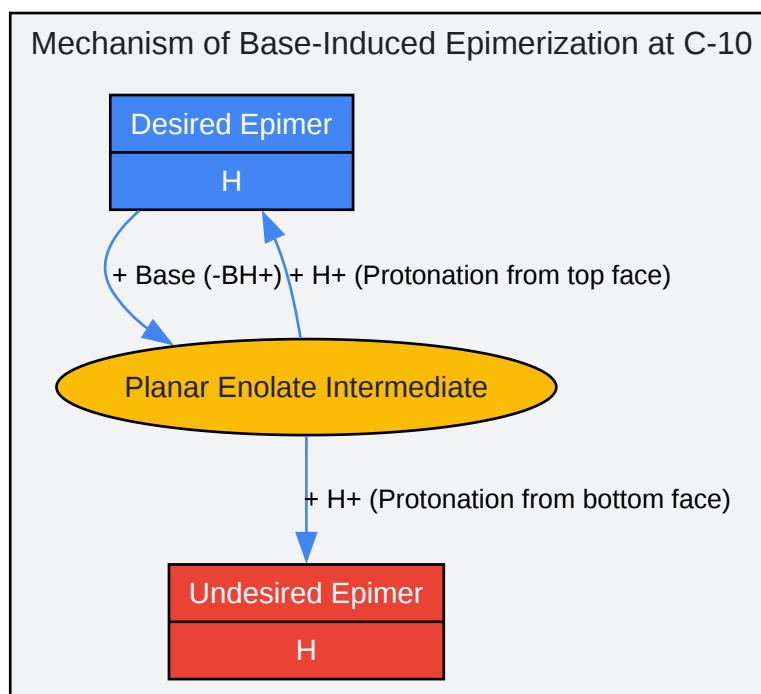 Mechanism of Base-Induced Epimerization at C-10
Desired Epimer
H
+ Base (-BH+)
+ H+ (Protonation from top face)
Planar Enolate Intermediate
+ H+ (Protonation from bottom face)
Undesired Epimer
H